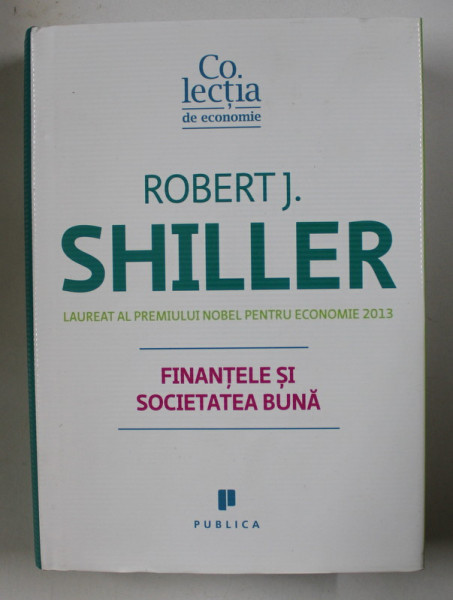 Co.
lecția
de economie
ROBERT J.
SHILLER
LAUREAT AL PREMIULUI NOBEL PENTRU ECONOMIE 2013
FINANȚELE ȘI
SOCIETATEA BUNĂ
PUBLICA